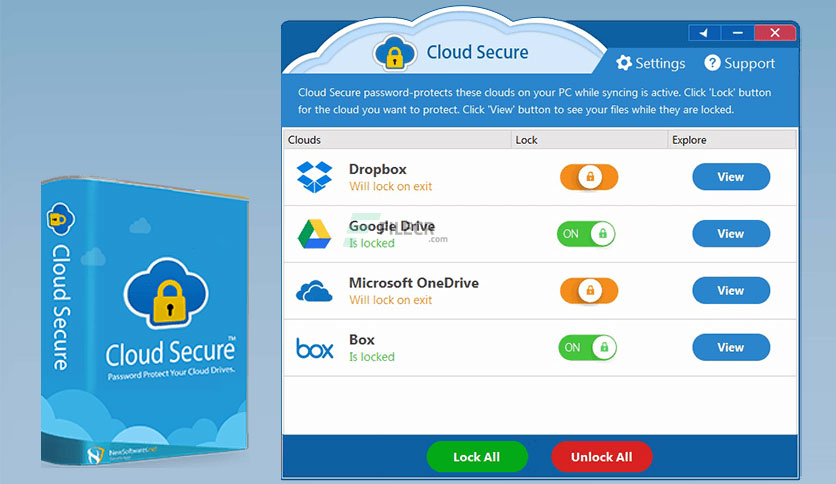 Cloud Secure
Settings
Support
Cloud Secure password-protects these clouds on your PC while syncing is active. Click 'Lock' button
for the cloud you want to protect. Click 'View' button to see your files while they are locked.
Clouds Lock Explore
Dropbox
Will lock on exit
View
Google Drive
Is locked
ON
View
FILECR
.com
Microsoft OneDrive
Will lock on exit
View
box
Box
Is locked
ON
View
Lock All
Unlock All
Cloud Secure
Cloud Secure™
Password Protect Your Cloud Drives.
NewSoftwares.net